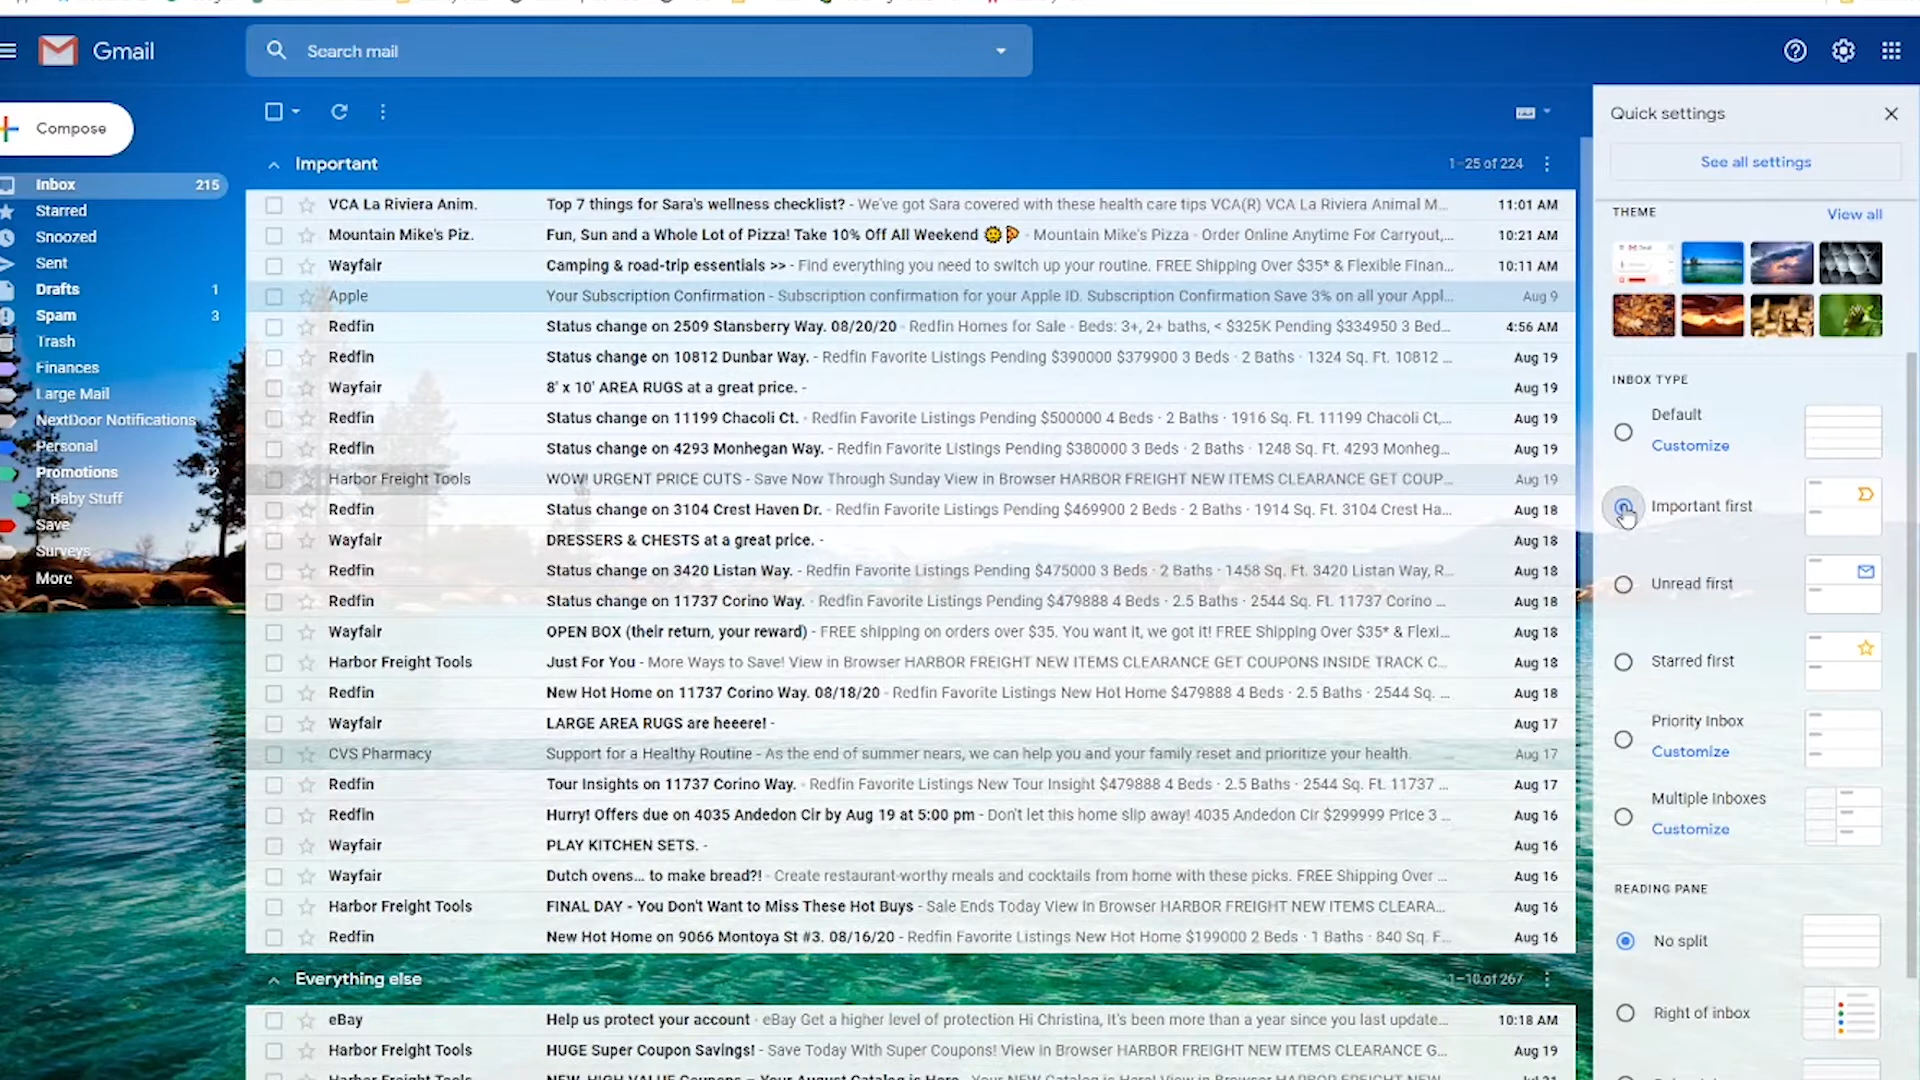 Gmail
Search mail
Compose
Inbox 215
Starred
Snoozed
Sent
Drafts 1
Spam 3
Trash
Finances
Large Mail
NextDoor Notifications
Personal
Promotions 12
Baby Stuff
Save
Surveys
More
Important 1–25 of 224
VCA La Riviera Anim. Top 7 things for Sara's wellness checklist? - We've got Sara covered with these health care tips VCA(R) VCA La Riviera Animal M... 11:01 AM
Mountain Mike's Piz. Fun, Sun and a Whole Lot of Pizza! Take 10% Off All Weekend 🌞🍕 - Mountain Mike's Pizza - Order Online Anytime For Carryout,... 10:21 AM
Wayfair Camping & road-trip essentials >> - Find everything you need to switch up your routine. FREE Shipping Over $35* & Flexible Finan... 10:11 AM
Apple Your Subscription Confirmation - Subscription confirmation for your Apple ID. Subscription Confirmation Save 3% on all your Appl... Aug 9
Redfin Status change on 2509 Stansberry Way. 08/20/20 - Redfin Homes for Sale - Beds: 3+, 2+ baths, < $325K Pending $334950 3 Bed... 4:56 AM
Redfin Status change on 10812 Dunbar Way. - Redfin Favorite Listings Pending $390000 $379900 3 Beds · 2 Baths · 1324 Sq. Ft. 10812 ... Aug 19
Wayfair 8' x 10' AREA RUGS at a great price. - Aug 19
Redfin Status change on 11199 Chacoli Ct. - Redfin Favorite Listings Pending $500000 4 Beds · 2 Baths · 1916 Sq. Ft. 11199 Chacoli Ct,... Aug 19
Redfin Status change on 4293 Monhegan Way. - Redfin Favorite Listings Pending $380000 3 Beds · 2 Baths · 1248 Sq. Ft. 4293 Monheg... Aug 19
Harbor Freight Tools WOW! URGENT PRICE CUTS - Save Now Through Sunday View in Browser HARBOR FREIGHT NEW ITEMS CLEARANCE GET COUP... Aug 19
Redfin Status change on 3104 Crest Haven Dr. - Redfin Favorite Listings Pending $469900 2 Beds · 2 Baths · 1914 Sq. Ft. 3104 Crest Ha... Aug 18
Wayfair DRESSERS & CHESTS at a great price. - Aug 18
Redfin Status change on 3420 Listan Way. - Redfin Favorite Listings Pending $475000 3 Beds · 2 Baths · 1458 Sq. Ft. 3420 Listan Way, R... Aug 18
Redfin Status change on 11737 Corino Way. - Redfin Favorite Listings Pending $479888 4 Beds · 2.5 Baths · 2544 Sq. Ft. 11737 Corino ... Aug 18
Wayfair OPEN BOX (their return, your reward) - FREE shipping on orders over $35. You want it, we got it! FREE Shipping Over $35* & Flexi... Aug 18
Harbor Freight Tools Just For You - More Ways to Save! View in Browser HARBOR FREIGHT NEW ITEMS CLEARANCE GET COUPONS INSIDE TRACK C... Aug 18
Redfin New Hot Home on 11737 Corino Way. 08/18/20 - Redfin Favorite Listings New Hot Home $479888 4 Beds · 2.5 Baths · 2544 Sq. ... Aug 18
Wayfair LARGE AREA RUGS are heeere! - Aug 17
CVS Pharmacy Support for a Healthy Routine - As the end of summer nears, we can help you and your family reset and prioritize your health. Aug 17
Redfin Tour Insights on 11737 Corino Way. - Redfin Favorite Listings New Tour Insight $479888 4 Beds · 2.5 Baths · 2544 Sq. Ft. 11737 ... Aug 17
Redfin Hurry! Offers due on 4035 Andedon Cir by Aug 19 at 5:00 pm - Don't let this home slip away! 4035 Andedon Cir $299999 Price 3 ... Aug 16
Wayfair PLAY KITCHEN SETS. - Aug 16
Wayfair Dutch ovens... to make bread?! - Create restaurant-worthy meals and cocktails from home with these picks. FREE Shipping Over ... Aug 16
Harbor Freight Tools FINAL DAY - You Don't Want to Miss These Hot Buys - Sale Ends Today View In Browser HARBOR FREIGHT NEW ITEMS CLEARA... Aug 16
Redfin New Hot Home on 9066 Montoya St #3. 08/16/20 - Redfin Favorite Listings New Hot Home $199000 2 Beds · 1 Baths · 840 Sq. F... Aug 16
Everything else 1–10 of 267
eBay Help us protect your account - eBay Get a higher level of protection Hi Christina, It's been more than a year since you last update... 10:18 AM
Harbor Freight Tools HUGE Super Coupon Savings! - Save Today With Super Coupons! View in Browser HARBOR FREIGHT NEW ITEMS CLEARANCE G... Aug 19
Quick settings
See all settings
THEME View all
INBOX TYPE
Default
Customize
Important first
Unread first
Starred first
Priority Inbox
Customize
Multiple Inboxes
Customize
READING PANE
No split
Right of inbox